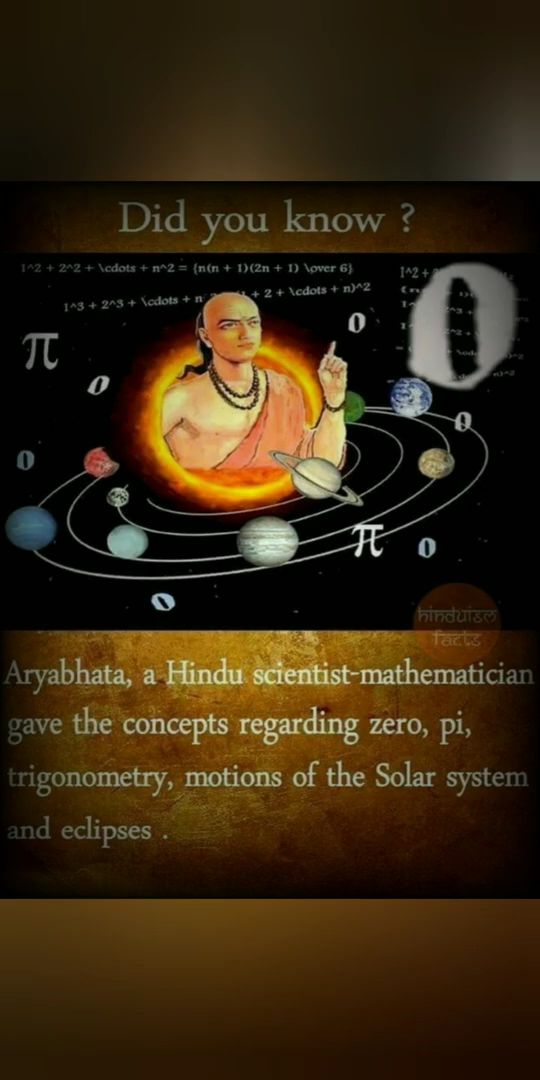 Did you know ?
1^2 + 2^2 + \cdots + n^2 = {n(n + 1)(2n + 1) \over 6}
1^3 + 2^3 + \cdots + n + 2 + \cdots + n)^2
1^2 +
π
0
0
0
0
0
π
0
0
hinduism
facts
Aryabhata, a Hindu scientist-mathematician
gave the concepts regarding zero, pi,
trigonometry, motions of the Solar system
and eclipses .